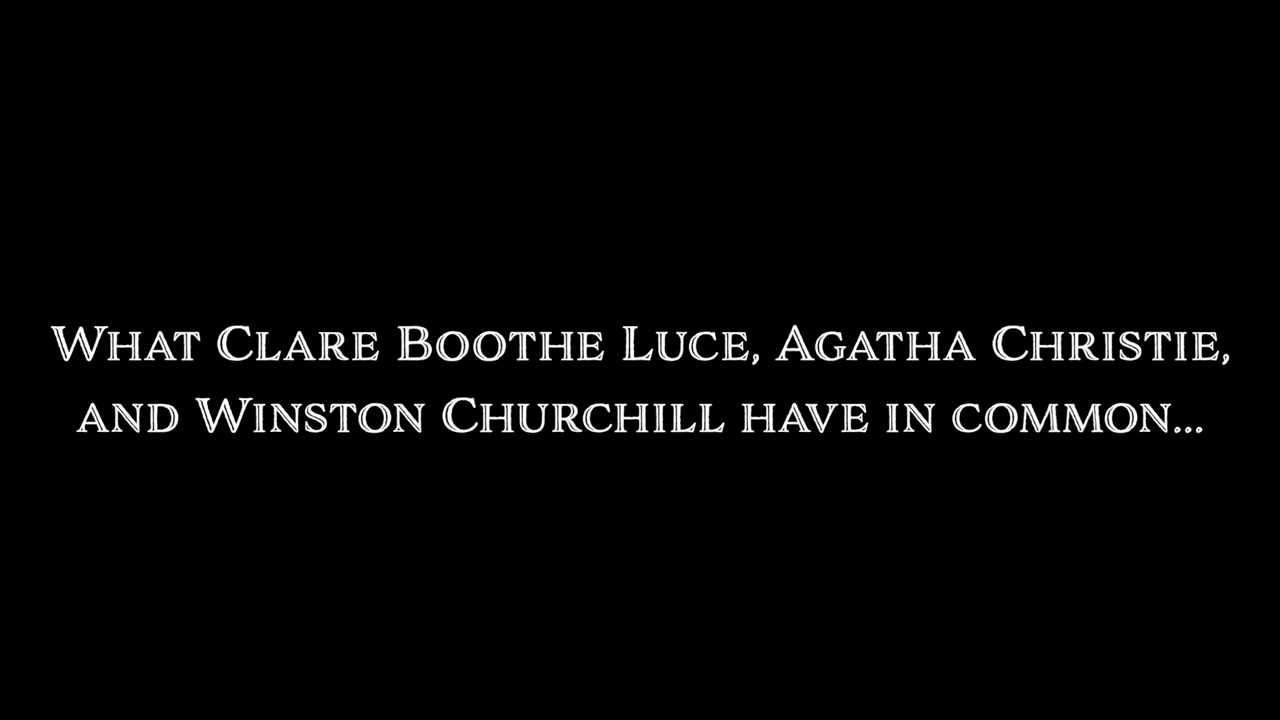 What Clare Boothe Luce, Agatha Christie,
and Winston Churchill have in common...